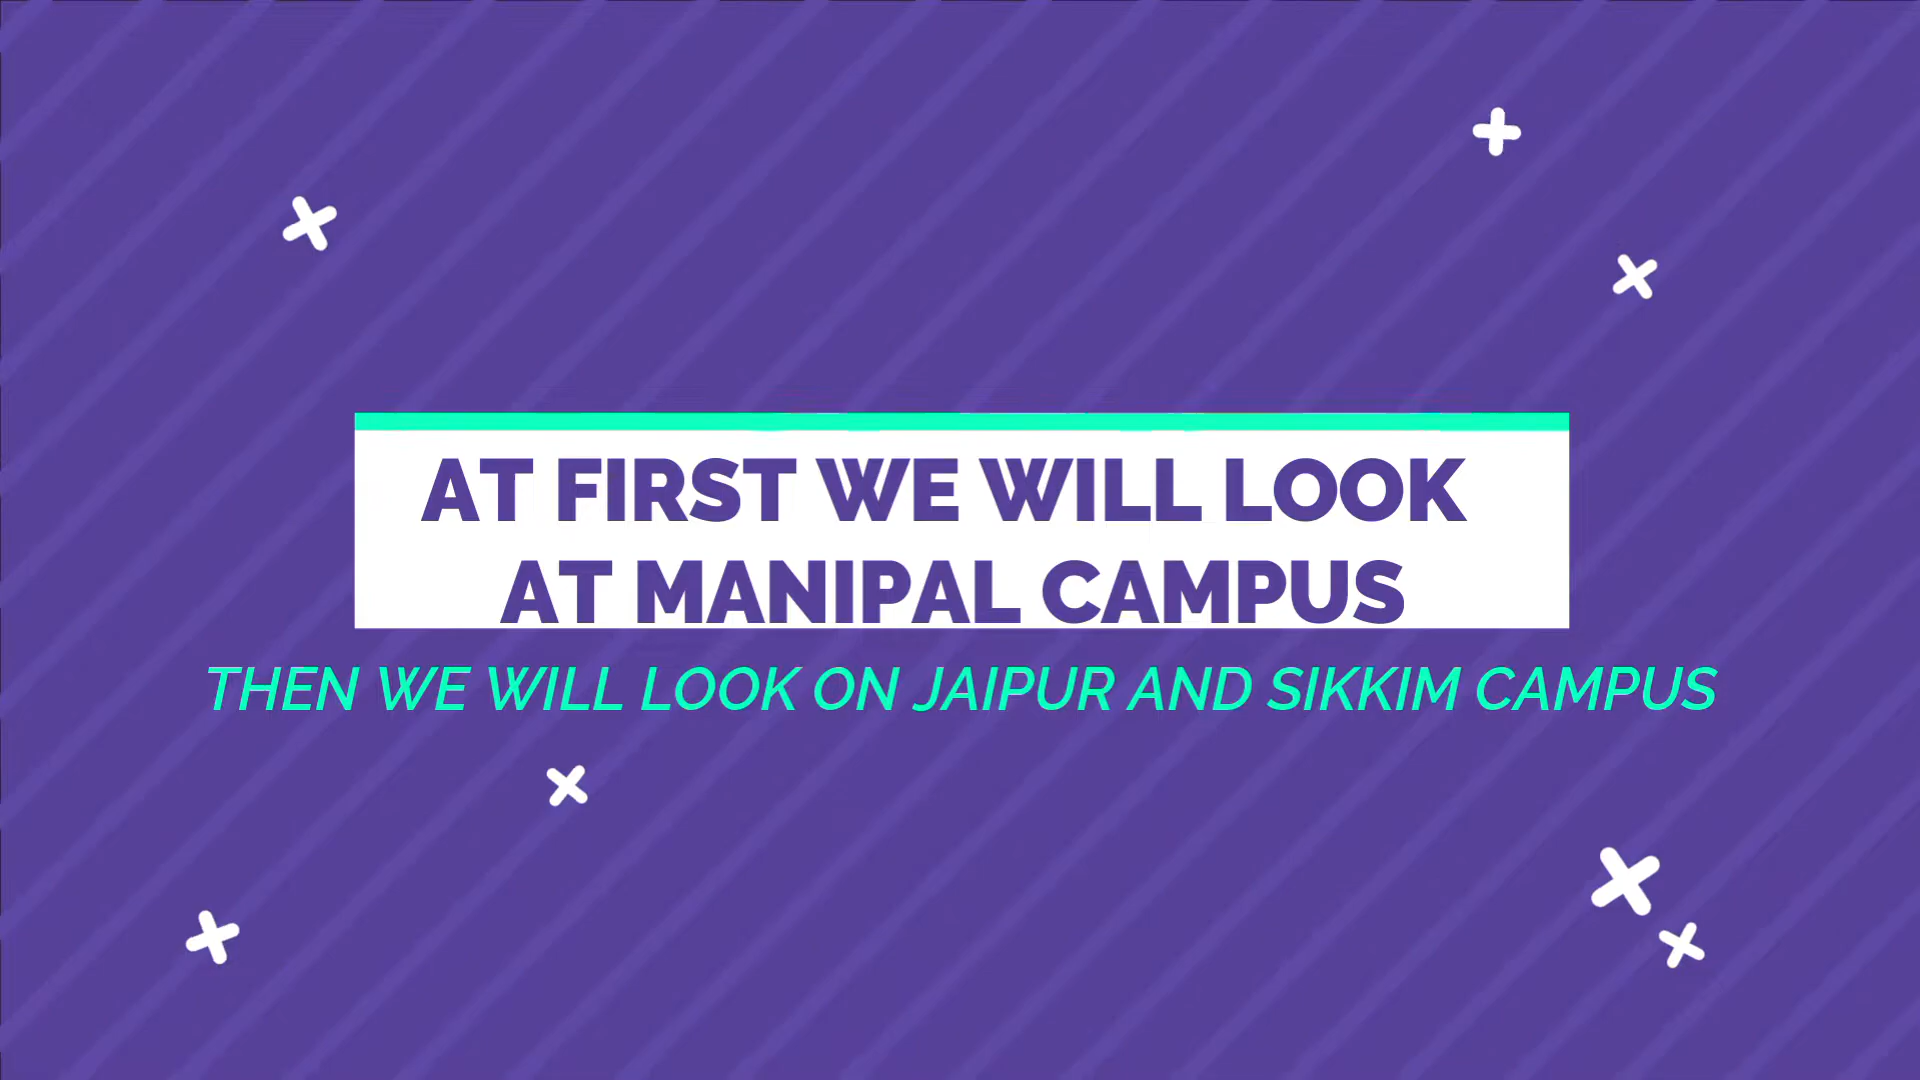 AT FIRST WE WILL LOOK
AT MANIPAL CAMPUS
THEN WE WILL LOOK ON JAIPUR AND SIKKIM CAMPUS